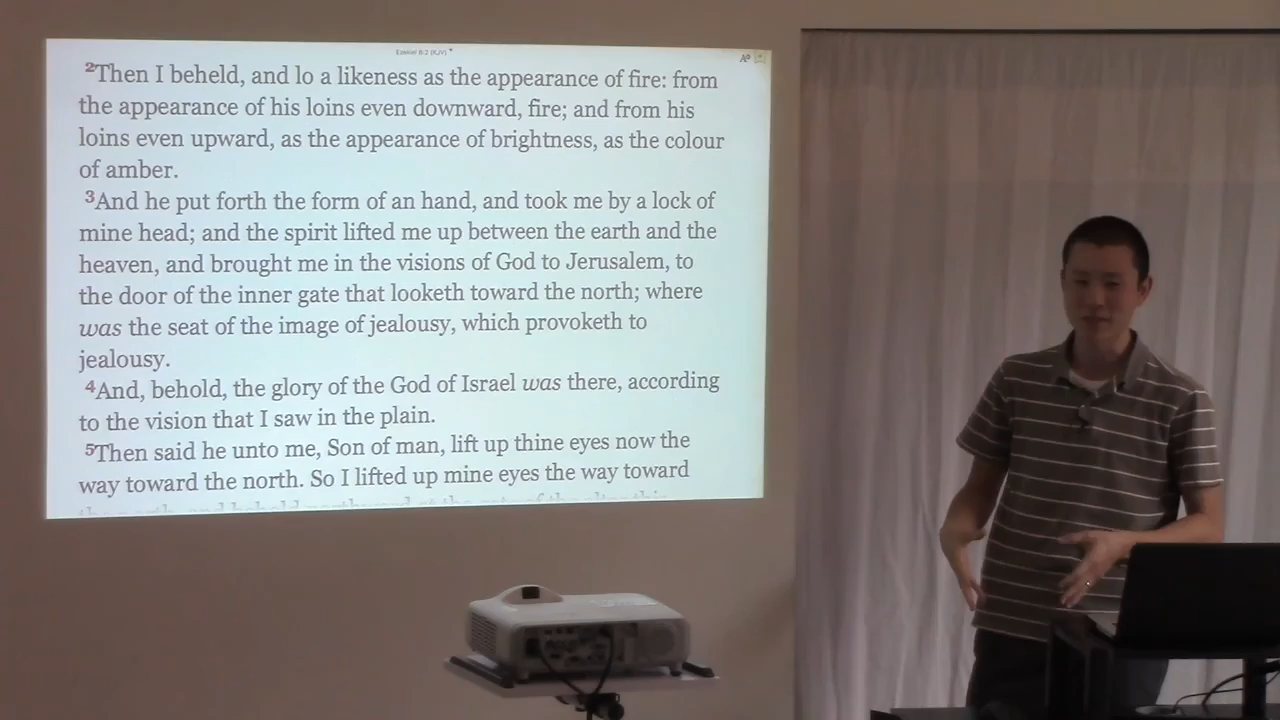 Ezekiel 8:2 (KJV)
2Then I beheld, and lo a likeness as the appearance of fire: from
the appearance of his loins even downward, fire; and from his
loins even upward, as the appearance of brightness, as the colour
of amber.
3And he put forth the form of an hand, and took me by a lock of
mine head; and the spirit lifted me up between the earth and the
heaven, and brought me in the visions of God to Jerusalem, to
the door of the inner gate that looketh toward the north; where
was the seat of the image of jealousy, which provoketh to
jealousy.
4And, behold, the glory of the God of Israel was there, according
to the vision that I saw in the plain.
5Then said he unto me, Son of man, lift up thine eyes now the
way toward the north. So I lifted up mine eyes the way toward